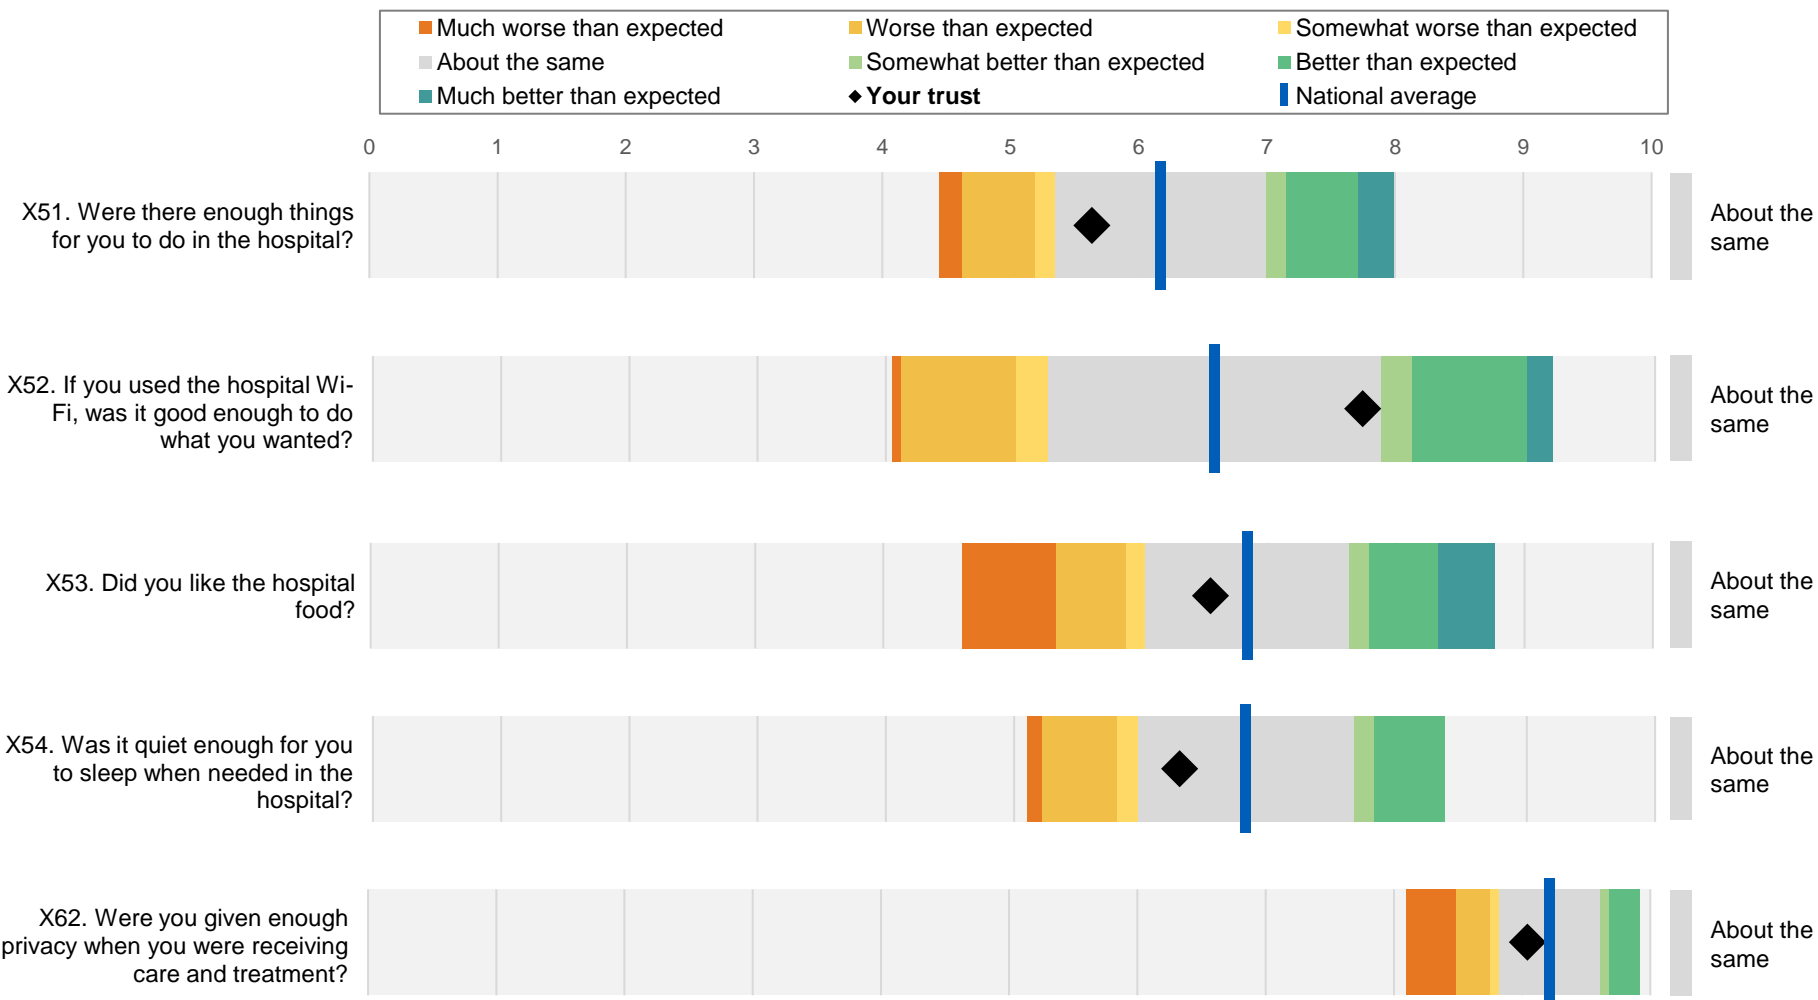 Much worse than expected
Worse than expected
Somewhat worse than expected
About the same
Somewhat better than expected
Better than expected
Much better than expected
Your trust
National average
0 1 2 3 4 5 6 7 8 9 10
X51. Were there enough things
for you to do in the hospital?
About the
same
X52. If you used the hospital Wi-
Fi, was it good enough to do
what you wanted?
About the
same
X53. Did you like the hospital
food?
About the
same
X54. Was it quiet enough for you
to sleep when needed in the
hospital?
About the
same
X62. Were you given enough
privacy when you were receiving
care and treatment?
About the
same